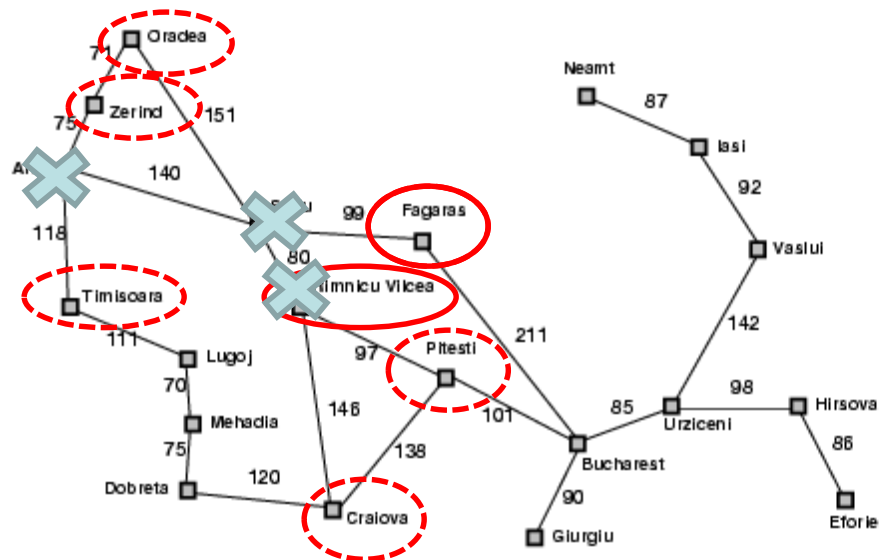 Oradea
Neamt
71
87
Zerind
151
75
Iasi
140
92
99
Fagaras
118
80
Vaslui
Timisoara
111
211
142
97
Pitesti
Lugoj
70
98
Mehadia
146
101
85
Hirsova
Urziceni
75
138
86
Bucharest
120
Dobreta
90
Craiova
Eforie
Giurgiu
Vilcea